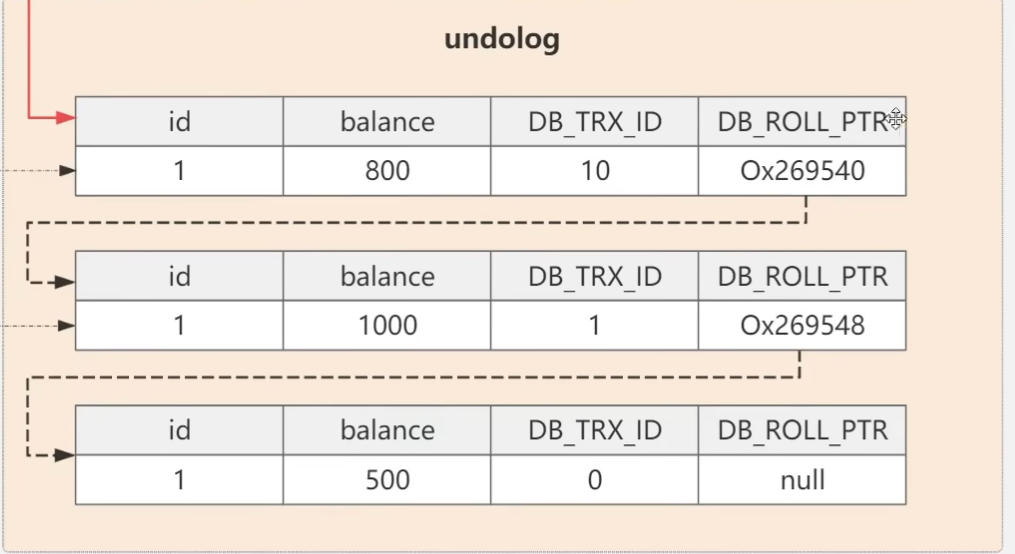 undolog
id balance DB_TRX_ID DB_ROLL_PTR
1 800 10 Ox269540
id balance DB_TRX_ID DB_ROLL_PTR
1 1000 1 Ox269548
id balance DB_TRX_ID DB_ROLL_PTR
1 500 0 null